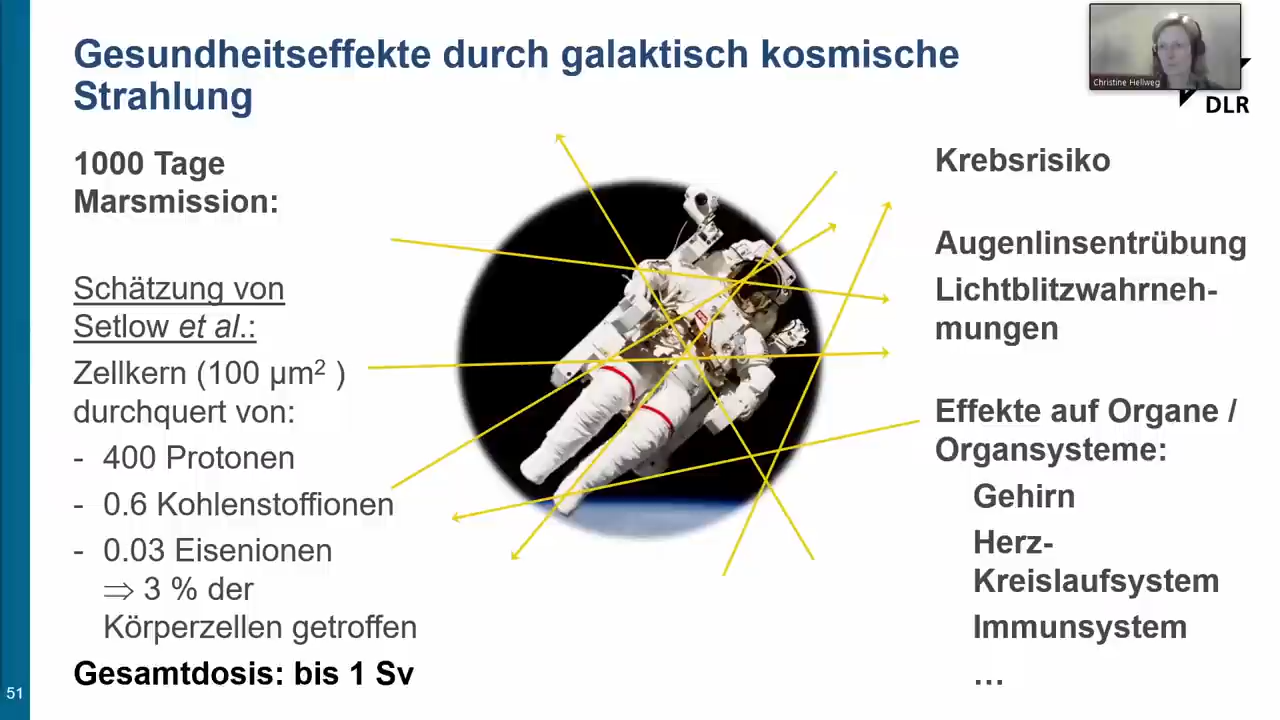 Gesundheitseffekte durch galaktisch kosmische
Strahlung
Christine Hellweg
DLR
1000 Tage
Marsmission:
Schätzung von
Setlow et al.:
Zellkern (100 µm² )
durchquert von:
- 400 Protonen
- 0.6 Kohlenstoffionen
- 0.03 Eisenionen
⇒ 3 % der
Körperzellen getroffen
Gesamtdosis: bis 1 Sv
Krebsrisiko
Augenlinsentrübung
Lichtblitzwahrneh-
mungen
Effekte auf Organe /
Organsysteme:
Gehirn
Herz-
Kreislaufsystem
Immunsystem
…
51